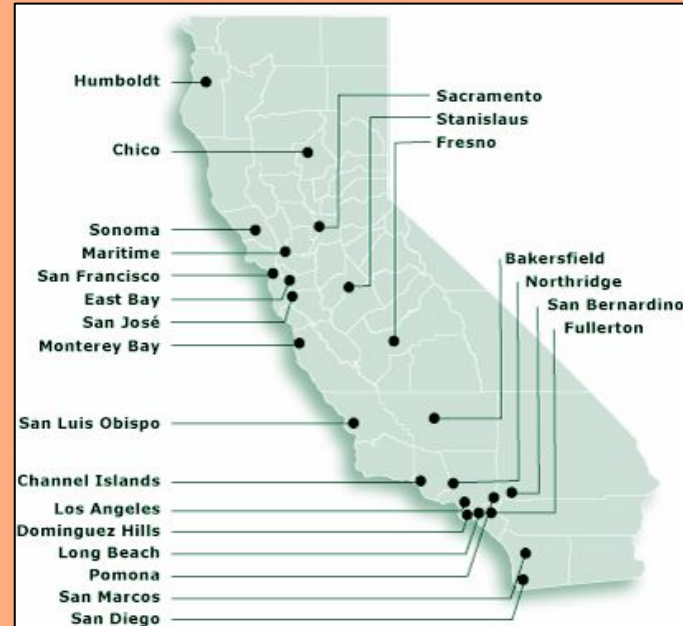 Humboldt
Chico
Sonoma
Maritime
San Francisco
East Bay
San José
Monterey Bay
San Luis Obispo
Channel Islands
Los Angeles
Dominguez Hills
Long Beach
Pomona
San Marcos
San Diego
Sacramento
Stanislaus
Fresno
Bakersfield
Northridge
San Bernardino
Fullerton